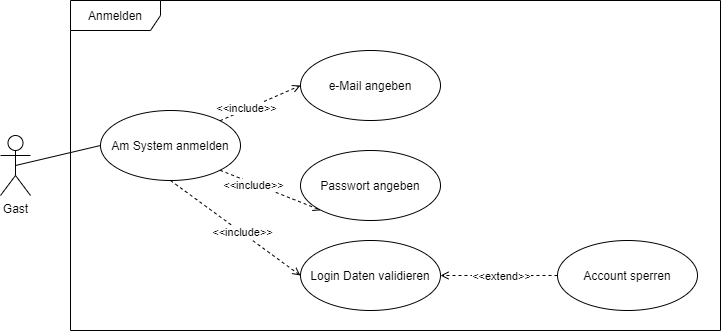 Anmelden
e-Mail angeben
<<include>>
Am System anmelden
<<include>>
Passwort angeben
Gast
<<include>>
Login Daten validieren
<<extend>>
Account sperren